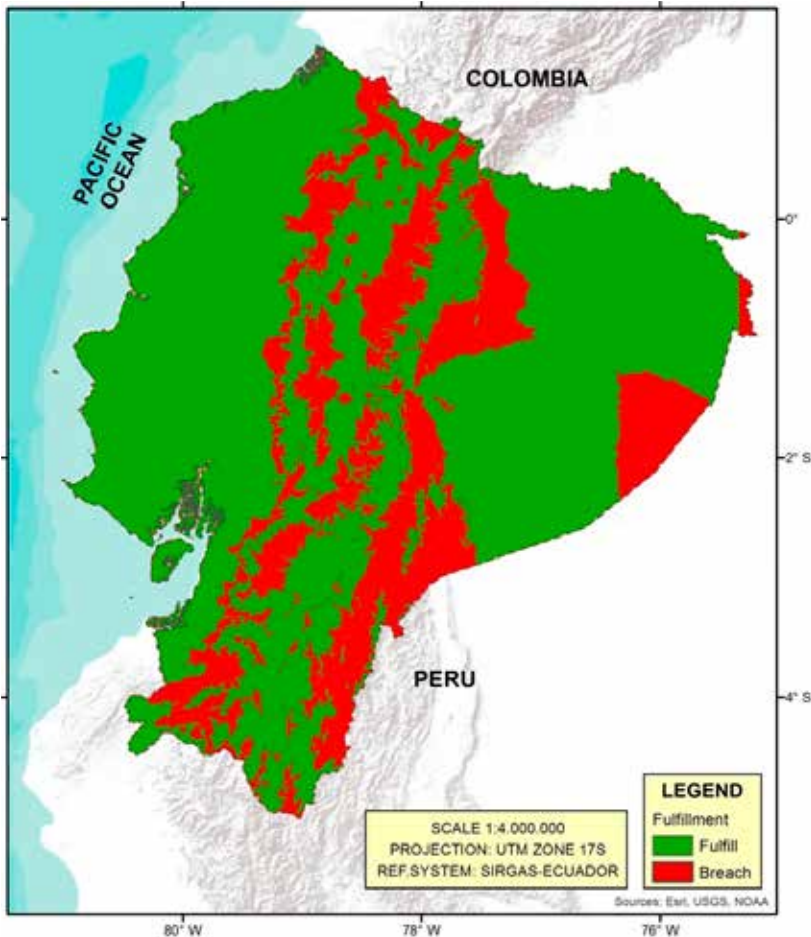 COLOMBIA
PACIFIC
OCEAN
0°
2° S
PERU
4° S
LEGEND
Fulfillment
Fulfill
Breach
SCALE 1:4.000.000
PROJECTION: UTM ZONE 17S
REF.SYSTEM: SIRGAS-ECUADOR
Sources: Esri, USGS, NOAA
80° W
78° W
76° W